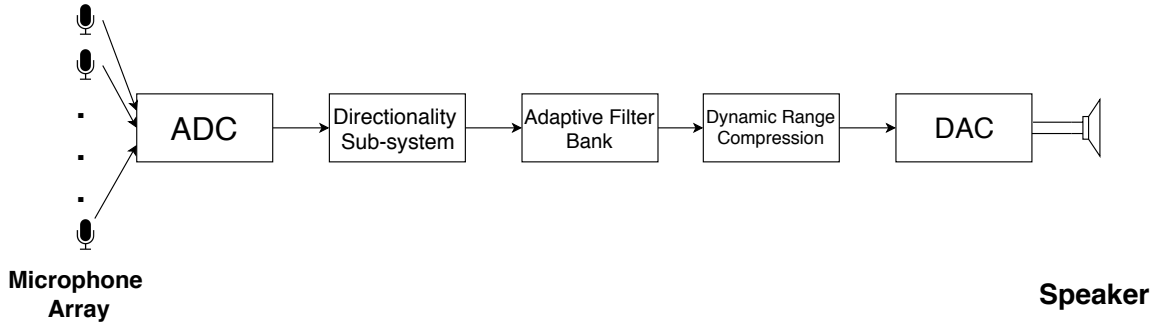 ADC
Directionality
Sub-system
Adaptive Filter
Bank
Dynamic Range
Compression
DAC
Microphone
Array
Speaker